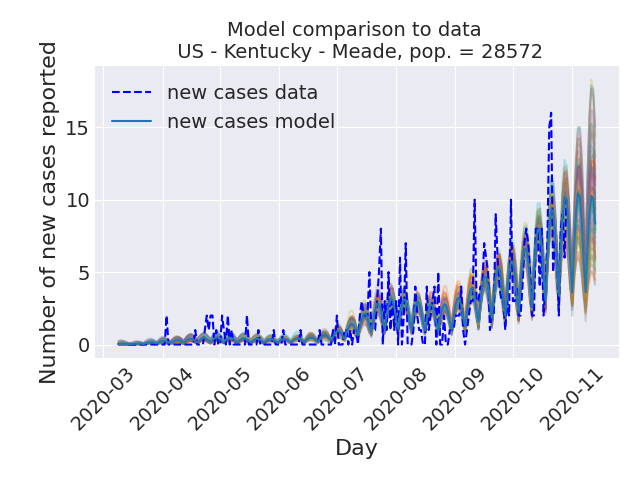 Model comparison to data
US - Kentucky - Meade, pop. = 28572
Number of new cases reported
new cases data
new cases model
15
10
5
0
2020-03
2020-04
2020-05
2020-06
2020-07
2020-08
2020-09
2020-10
2020-11
Day